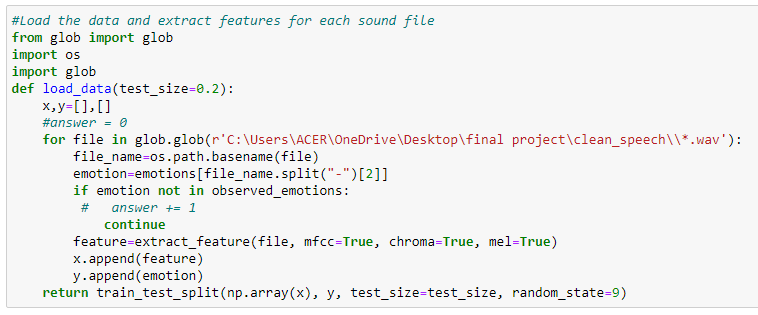 #Load the data and extract features for each sound file
from glob import glob
import os
import glob
def load_data(test_size=0.2):
    x,y=[],[]
    #answer = 0
    for file in glob.glob(r'C:\Users\ACER\OneDrive\Desktop\final project\clean_speech\\*.wav'):
        file_name=os.path.basename(file)
        emotion=emotions[file_name.split("-")[2]]
        if emotion not in observed_emotions:
         #   answer += 1
            continue
        feature=extract_feature(file, mfcc=True, chroma=True, mel=True)
        x.append(feature)
        y.append(emotion)
    return train_test_split(np.array(x), y, test_size=test_size, random_state=9)